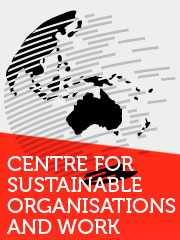 CENTRE FOR
SUSTAINABLE
ORGANISATIONS
AND WORK